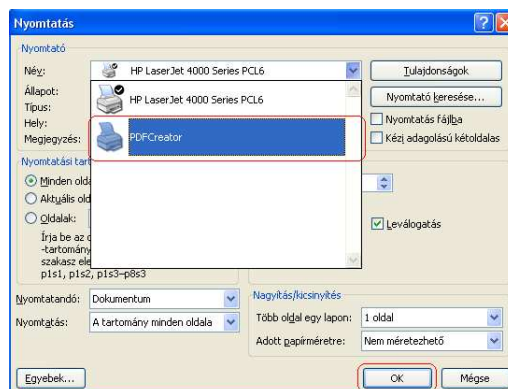 Nyomtatás
Nyomtató
Név: HP LaserJet 4000 Series PCL6 Tulajdonságok
Állapot: HP LaserJet 4000 Series PCL6 Nyomtató keresése...
Típus:
Hely: Nyomtatás fájlba
Megjegyzés: PDFCreator Kézi adagolású kétoldalas
Nyomtatási tar
Minden olda
Aktuális old
Oldalak: Leválogatás
Írja be az o
-tartomány
szakasz ele
p1s1, p1s2, p1s3–p8s3
Nyomtatandó: Dokumentum Nagyítás/kicsinyítés
Nyomtatás: A tartomány minden oldala Több oldal egy lapon: 1 oldal
Adott papírméretre: Nem méretezhető
Egyebek... OK Mégse